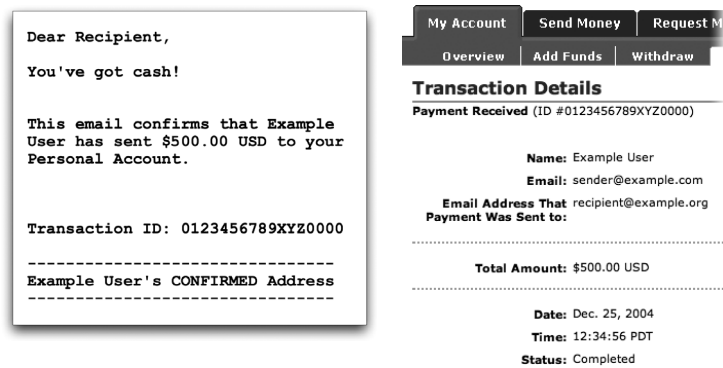 Dear Recipient,
You've got cash!
This email confirms that Example
User has sent $500.00 USD to your
Personal Account.
Transaction ID: 0123456789XYZ0000
---------------------------------
Example User's CONFIRMED Address
---------------------------------
My Account Send Money Request M
Overview Add Funds Withdraw
Transaction Details
Payment Received (ID #0123456789XYZ0000)
Name: Example User
Email: sender@example.com
Email Address That recipient@example.org
Payment Was Sent to:
Total Amount: $500.00 USD
Date: Dec. 25, 2004
Time: 12:34:56 PDT
Status: Completed